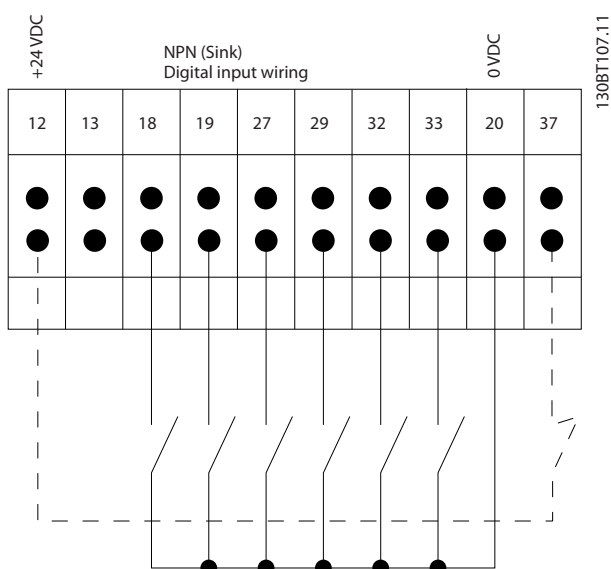 +24 VDC
NPN (Sink)
Digital input wiring
0 VDC
130BT107.11
12 13 18 19 27 29 32 33 20 37